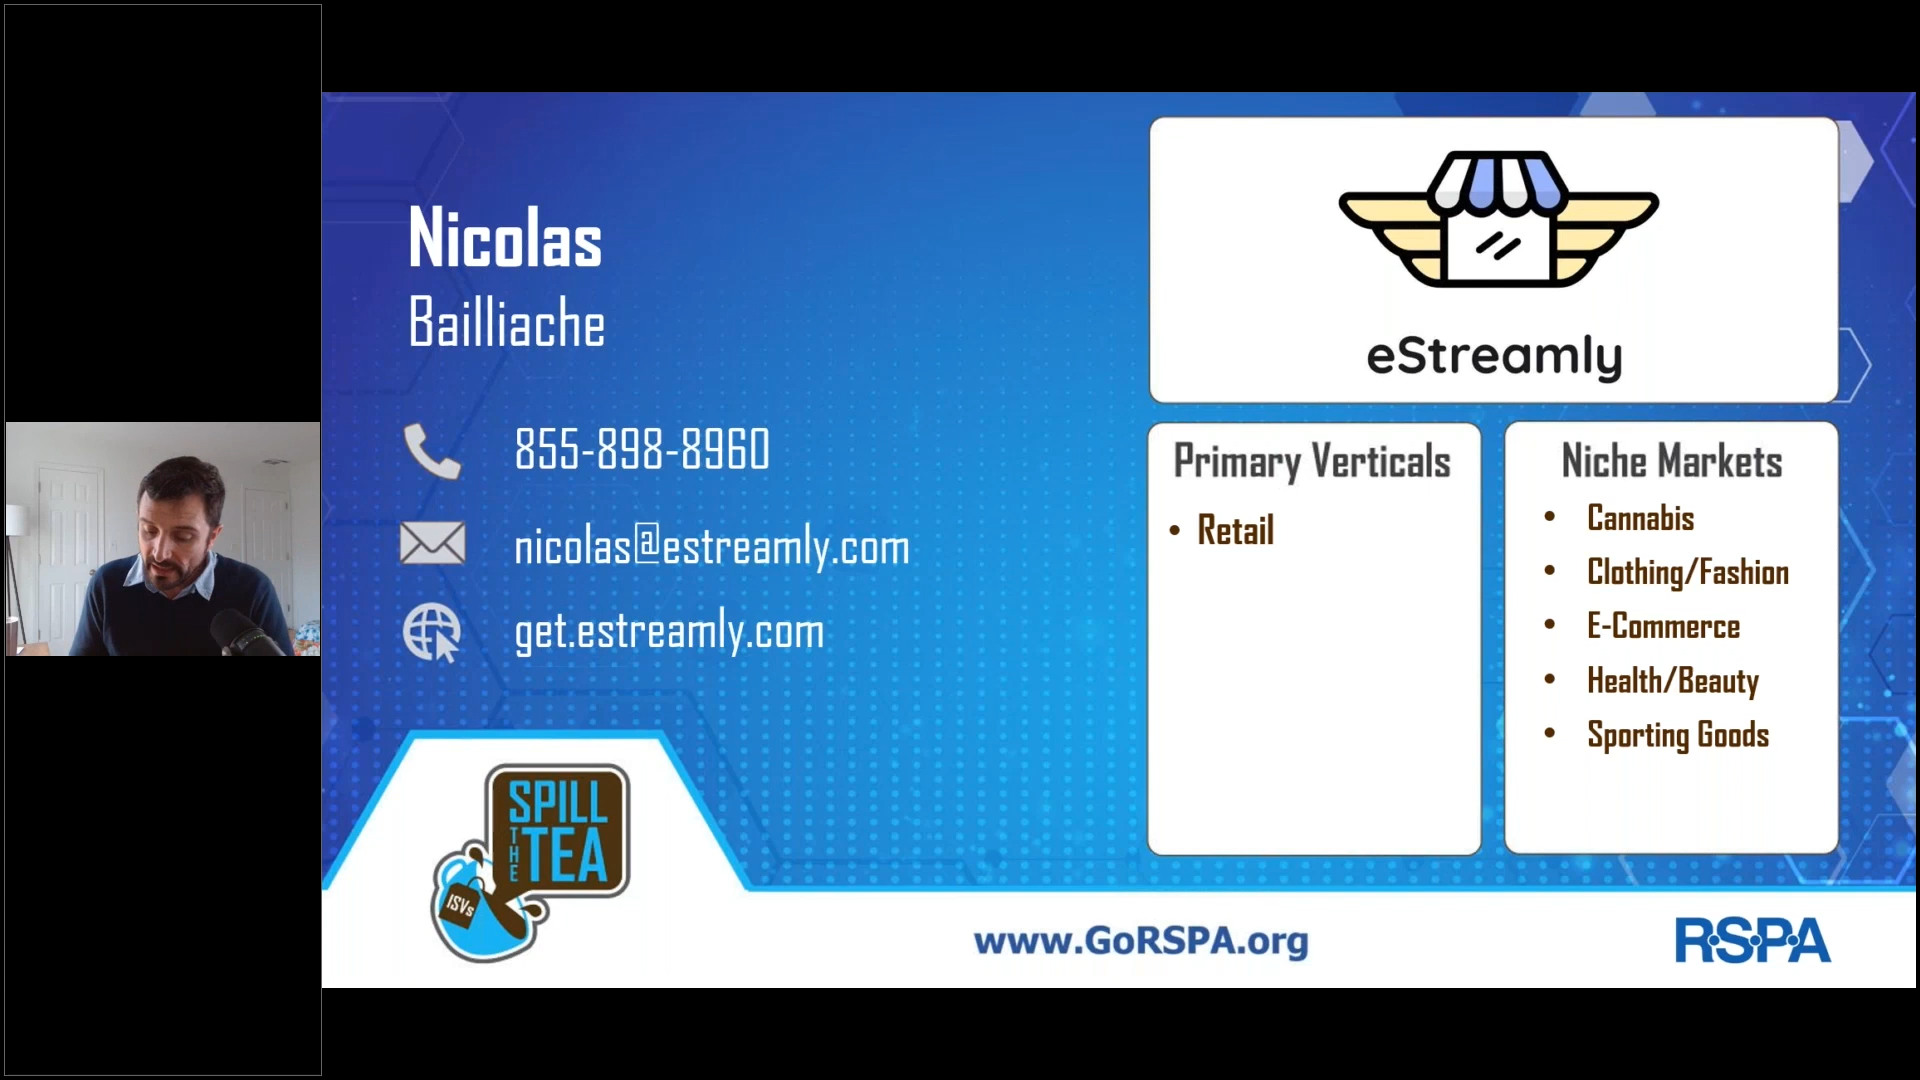 Nicolas
Bailliache
855-898-8960
nicolas@estreamly.com
get.estreamly.com
eStreamly
Primary Verticals
• Retail
Niche Markets
• Cannabis
• Clothing/Fashion
• E-Commerce
• Health/Beauty
• Sporting Goods
SPILL
THE
TEA
ISVs
www.GoRSPA.org
RSPA